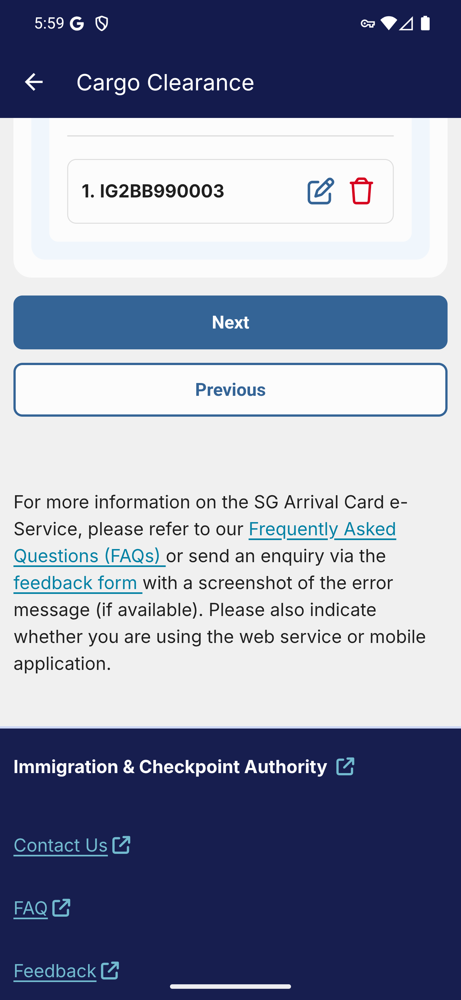 5:59
Cargo Clearance
1. IG2BB990003
Next
Previous
For more information on the SG Arrival Card e-
Service, please refer to our Frequently Asked
Questions (FAQs) or send an enquiry via the
feedback form with a screenshot of the error
message (if available). Please also indicate
whether you are using the web service or mobile
application.
Immigration & Checkpoint Authority
Contact Us
FAQ
Feedback